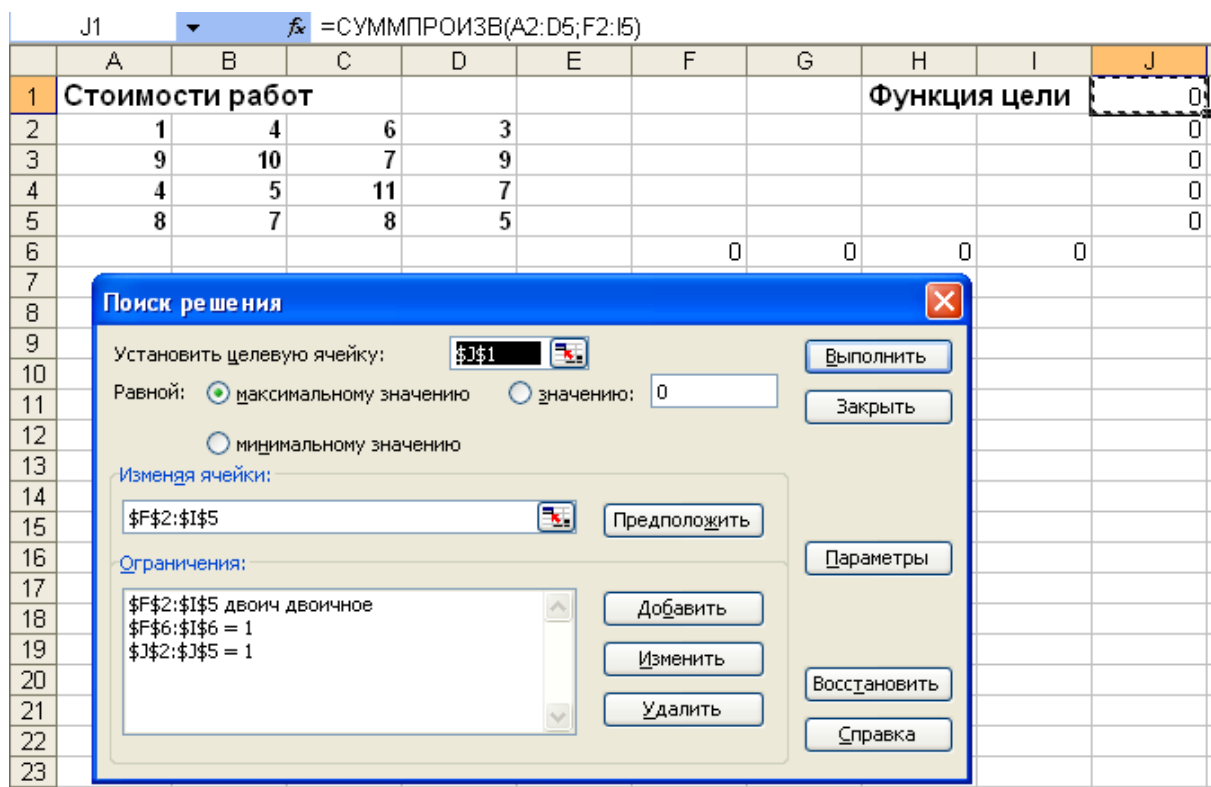 J1 fx =СУММПРОИЗВ(A2:D5;F2:I5)
A B C D E F G H I J
1 Стоимости работ Функция цели 0
2 1 4 6 3 0
3 9 10 7 9 0
4 4 5 11 7 0
5 8 7 8 5 0
6 0 0 0 0
7
Поиск решения
8
9
Установить целевую ячейку: $J$1 Выполнить
10
Равной: максимальному значению значению: 0
11 Закрыть
12
минимальному значению
13
Изменяя ячейки:
14
$F$2:$I$5 Предположить
15
16 Параметры
Ограничения:
17
$F$2:$I$5 двоич двоичное Добавить
18
$F$6:$I$6 = 1
19
$J$2:$J$5 = 1 Изменить
20 Восстановить
21 Удалить
22 Справка
23